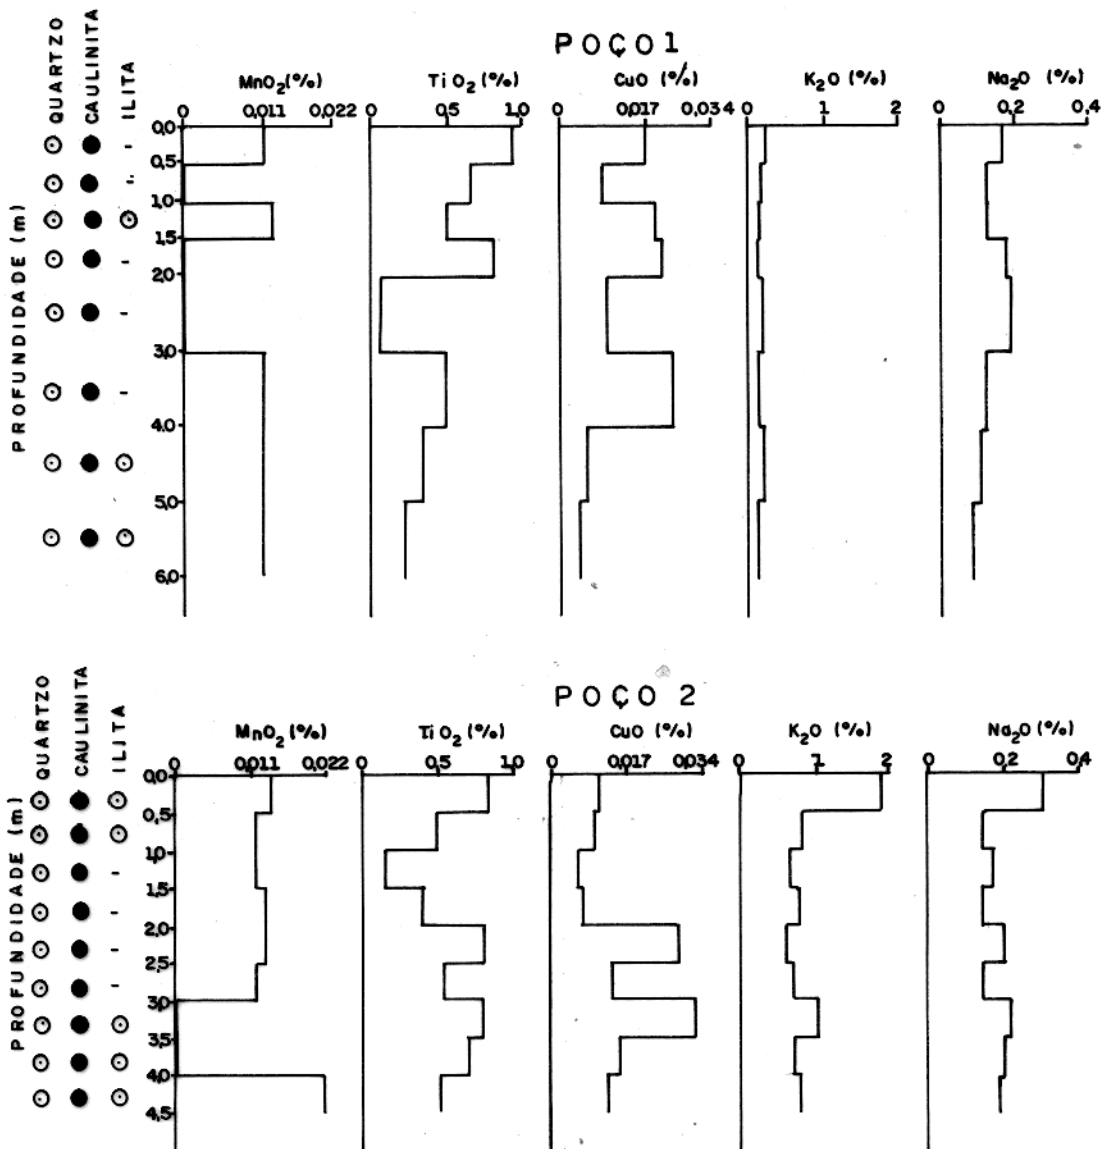 POÇO 1
QUARTZO
CAULINITA
ILITA
MnO2 (%)
TiO2 (%)
CuO (%)
K2O (%)
Na2O (%)
0 0,011 0,022
0 0,5 1,0
0 0,017 0,034
0 1 2
0 0,2 0,4
PROFUNDIDADE (m)
0,0
0,5
1,0
1,5
2,0
3,0
4,0
5,0
6,0
POÇO 2
QUARTZO
CAULINITA
ILITA
MnO2 (%)
TiO2 (%)
CuO (%)
K2O (%)
Na2O (%)
0 0,011 0,022
0 0,5 1,0
0 0,017 0,034
0 1 2
0 0,2 0,4
PROFUNDIDADE (m)
0,0
0,5
1,0
1,5
2,0
2,5
3,0
3,5
4,0
4,5